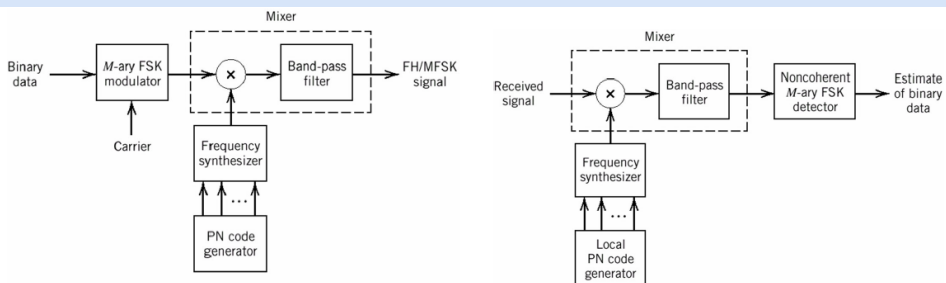 Mixer
Binary
data
M-ary FSK
modulator
×
Band-pass
filter
FH/MFSK
signal
Carrier
Frequency
synthesizer
...
PN code
generator
Mixer
Received
signal
×
Band-pass
filter
Noncoherent
M-ary FSK
detector
Estimate
of binary
data
Frequency
synthesizer
...
Local
PN code
generator